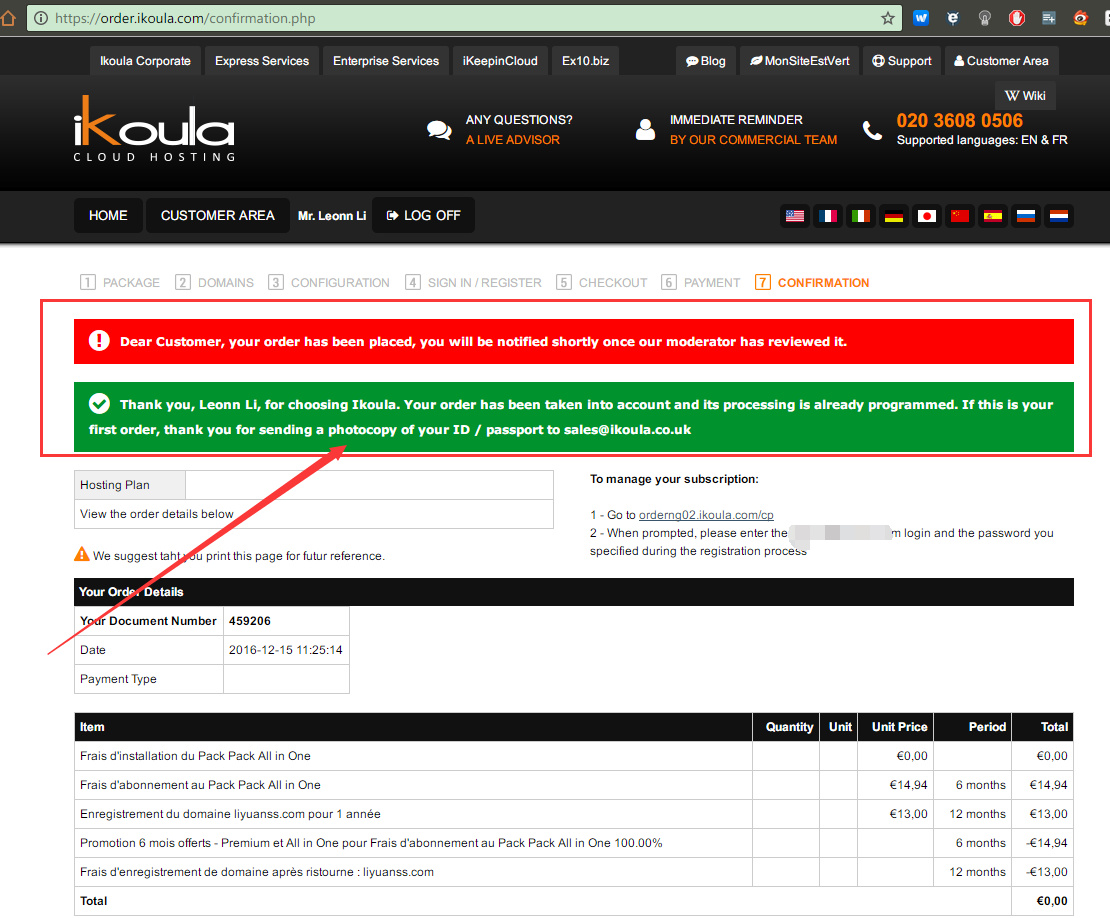 https://order.ikoula.com/confirmation.php
Ikoula Corporate Express Services Enterprise Services iKeepinCloud Ex10.biz Blog MonSiteEstVert Support Customer Area
W Wiki
ikoula
CLOUD HOSTING
ANY QUESTIONS?
A LIVE ADVISOR
IMMEDIATE REMINDER
BY OUR COMMERCIAL TEAM
020 3608 0506
Supported languages: EN & FR
HOME CUSTOMER AREA Mr. Leonn Li LOG OFF
1 PACKAGE 2 DOMAINS 3 CONFIGURATION 4 SIGN IN / REGISTER 5 CHECKOUT 6 PAYMENT 7 CONFIRMATION
Dear Customer, your order has been placed, you will be notified shortly once our moderator has reviewed it.
Thank you, Leonn Li, for choosing Ikoula. Your order has been taken into account and its processing is already programmed. If this is your
first order, thank you for sending a photocopy of your ID / passport to sales@ikoula.co.uk
Hosting Plan
View the order details below
We suggest taht you print this page for futur reference.
To manage your subscription:
1 - Go to orderng02.ikoula.com/cp
2 - When prompted, please enter the m login and the password you
specified during the registration process
Your Order Details
Your Document Number 459206
Date 2016-12-15 11:25:14
Payment Type
Item Quantity Unit Unit Price Period Total
Frais d'installation du Pack Pack All in One €0,00 €0,00
Frais d'abonnement au Pack Pack All in One €14,94 6 months €14,94
Enregistrement du domaine liyuanss.com pour 1 année €13,00 12 months €13,00
Promotion 6 mois offerts - Premium et All in One pour Frais d'abonnement au Pack Pack All in One 100.00% 6 months -€14,94
Frais d'enregistrement de domaine après ristourne : liyuanss.com 12 months -€13,00
Total €0,00